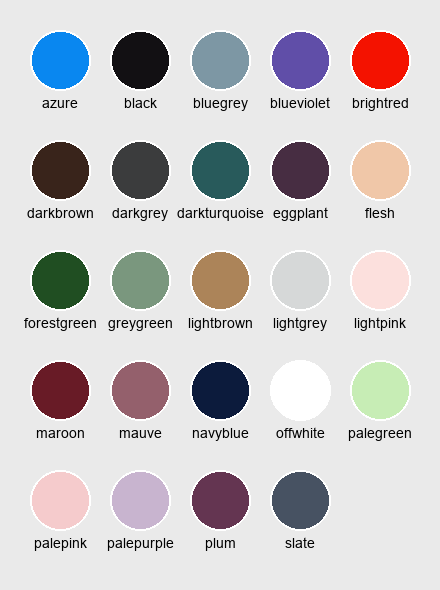 azure black bluegrey blueviolet brightred
darkbrown darkgrey darkturquoise eggplant flesh
forestgreen greygreen lightbrown lightgrey lightpink
maroon mauve navyblue offwhite palegreen
palepink palepurple plum slate